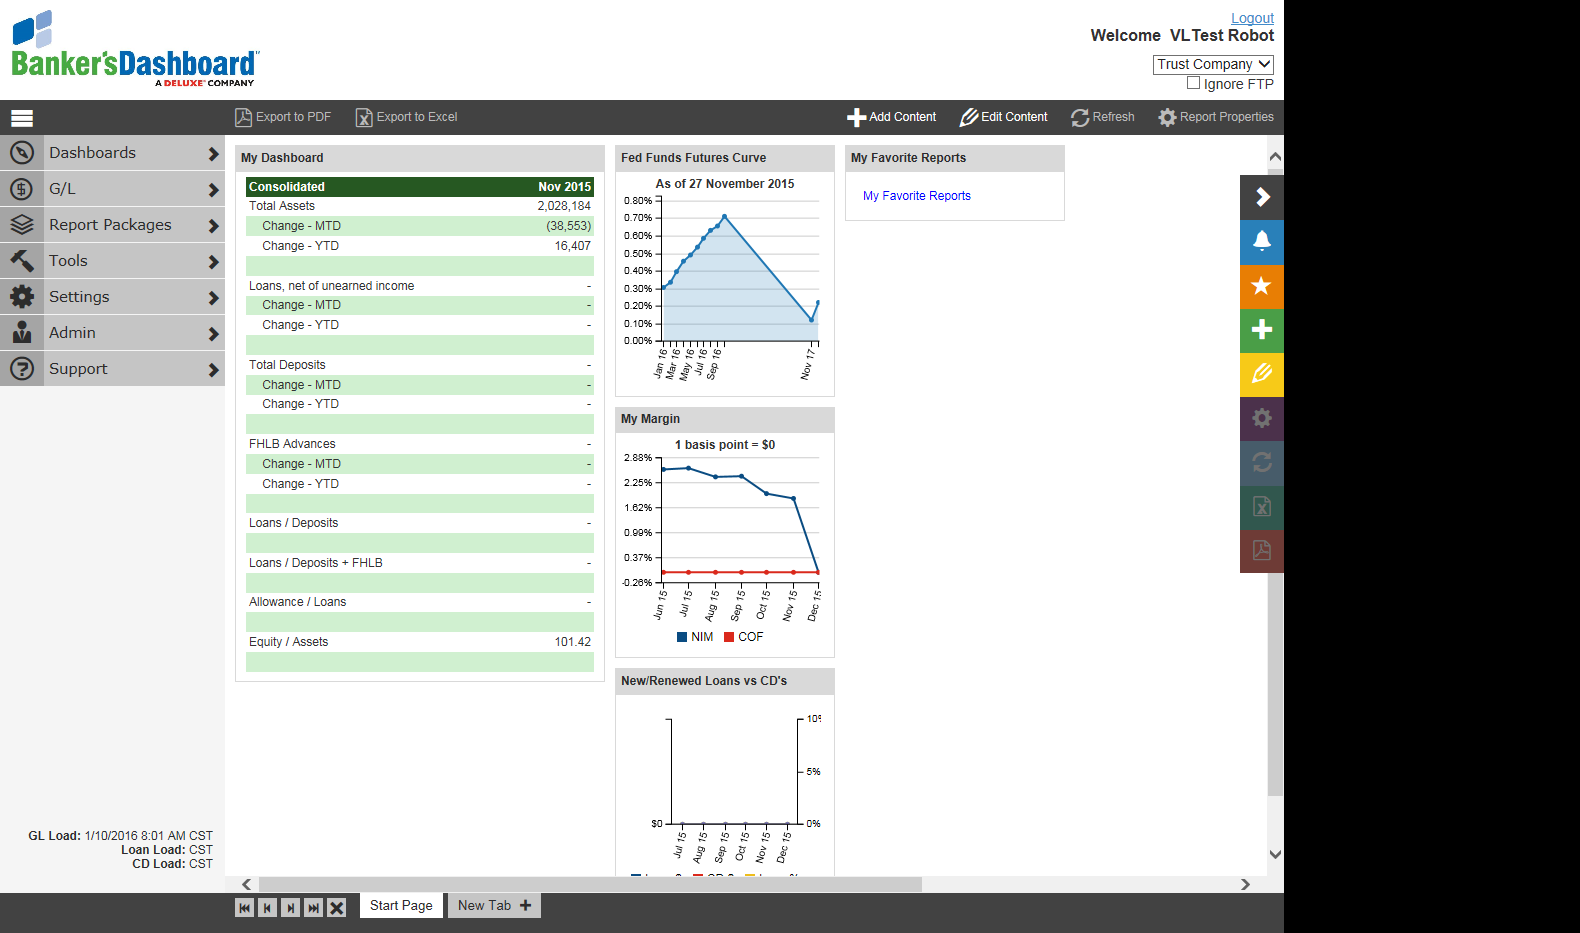 Logout
Welcome VLTest Robot
Banker'sDashboard
A DELUXE COMPANY
Trust Company
Ignore FTP
Export to PDF
Export to Excel
Add Content
Edit Content
Refresh
Report Properties
Dashboards
G/L
Report Packages
Tools
Settings
Admin
Support
GL Load: 1/10/2016 8:01 AM CST
Loan Load: CST
CD Load: CST
My Dashboard
Consolidated Nov 2015
Total Assets 2,028,184
Change - MTD (38,553)
Change - YTD 16,407
Loans, net of unearned income -
Change - MTD -
Change - YTD -
Total Deposits -
Change - MTD -
Change - YTD -
FHLB Advances -
Change - MTD -
Change - YTD -
Loans / Deposits -
Loans / Deposits + FHLB -
Allowance / Loans -
Equity / Assets 101.42
Fed Funds Futures Curve
As of 27 November 2015
0.80%
0.70%
0.60%
0.50%
0.40%
0.30%
0.20%
0.10%
0.00%
Jan 16
Mar 16
May 16
Jul 16
Sep 16
Nov 17
My Margin
1 basis point = $0
2.88%
2.25%
1.62%
0.99%
0.37%
-0.26%
Jun 15
Jul 15
Aug 15
Sep 15
Oct 15
Nov 15
Dec 15
NIM COF
New/Renewed Loans vs CD's
10%
5%
$0 0%
Jul 15
Aug 15
Sep 15
Oct 15
Nov 15
Dec 15
My Favorite Reports
My Favorite Reports
Start Page
New Tab